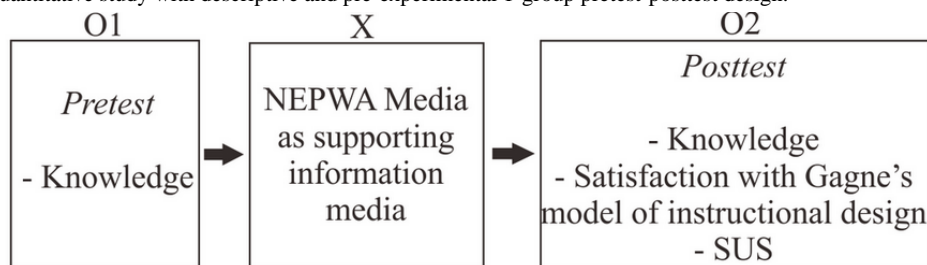 quantitative study with descriptive and pre-experimental 1-group pretest-posttest design.
O1
Pretest
- Knowledge
X
NEPWA Media
as supporting
information
media
O2
Posttest
- Knowledge
- Satisfaction with Gagne's
model of instructional design
- SUS